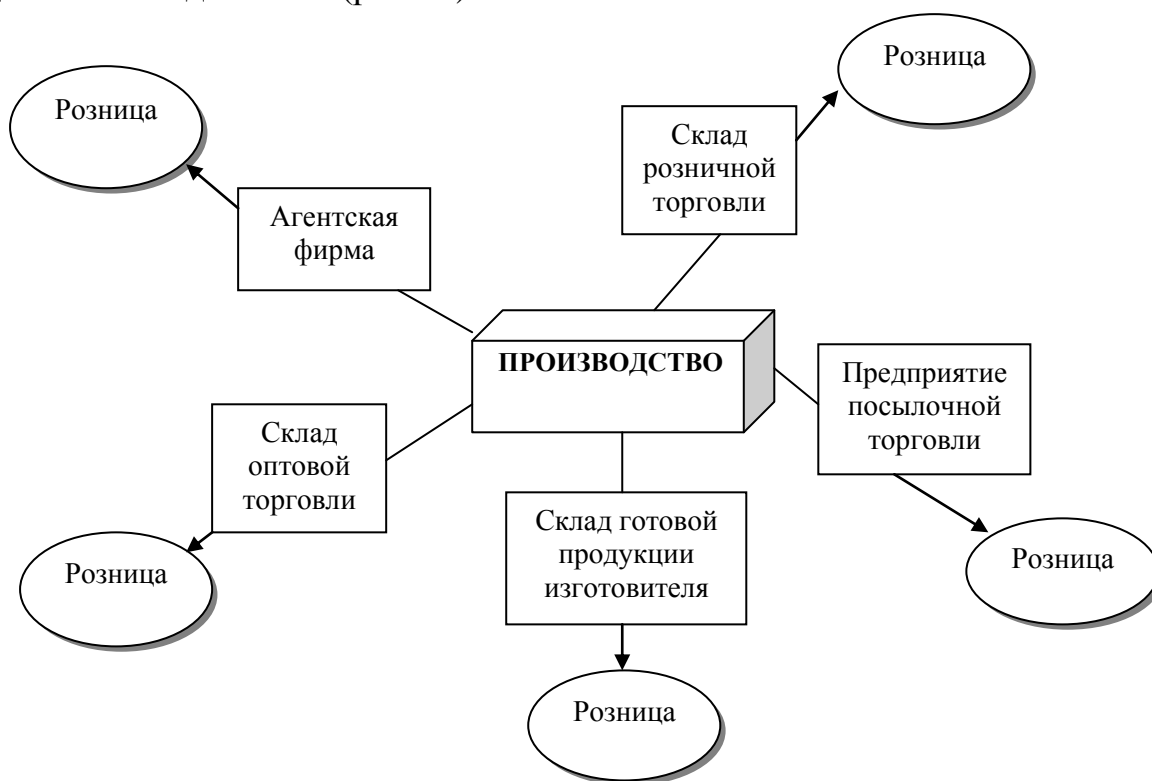 Розница
Розница
Склад
розничной
торговли
Агентская
фирма
ПРОИЗВОДСТВО
Предприятие
посылочной
торговли
Склад
оптовой
торговли
Склад готовой
продукции
изготовителя
Розница
Розница
Розница